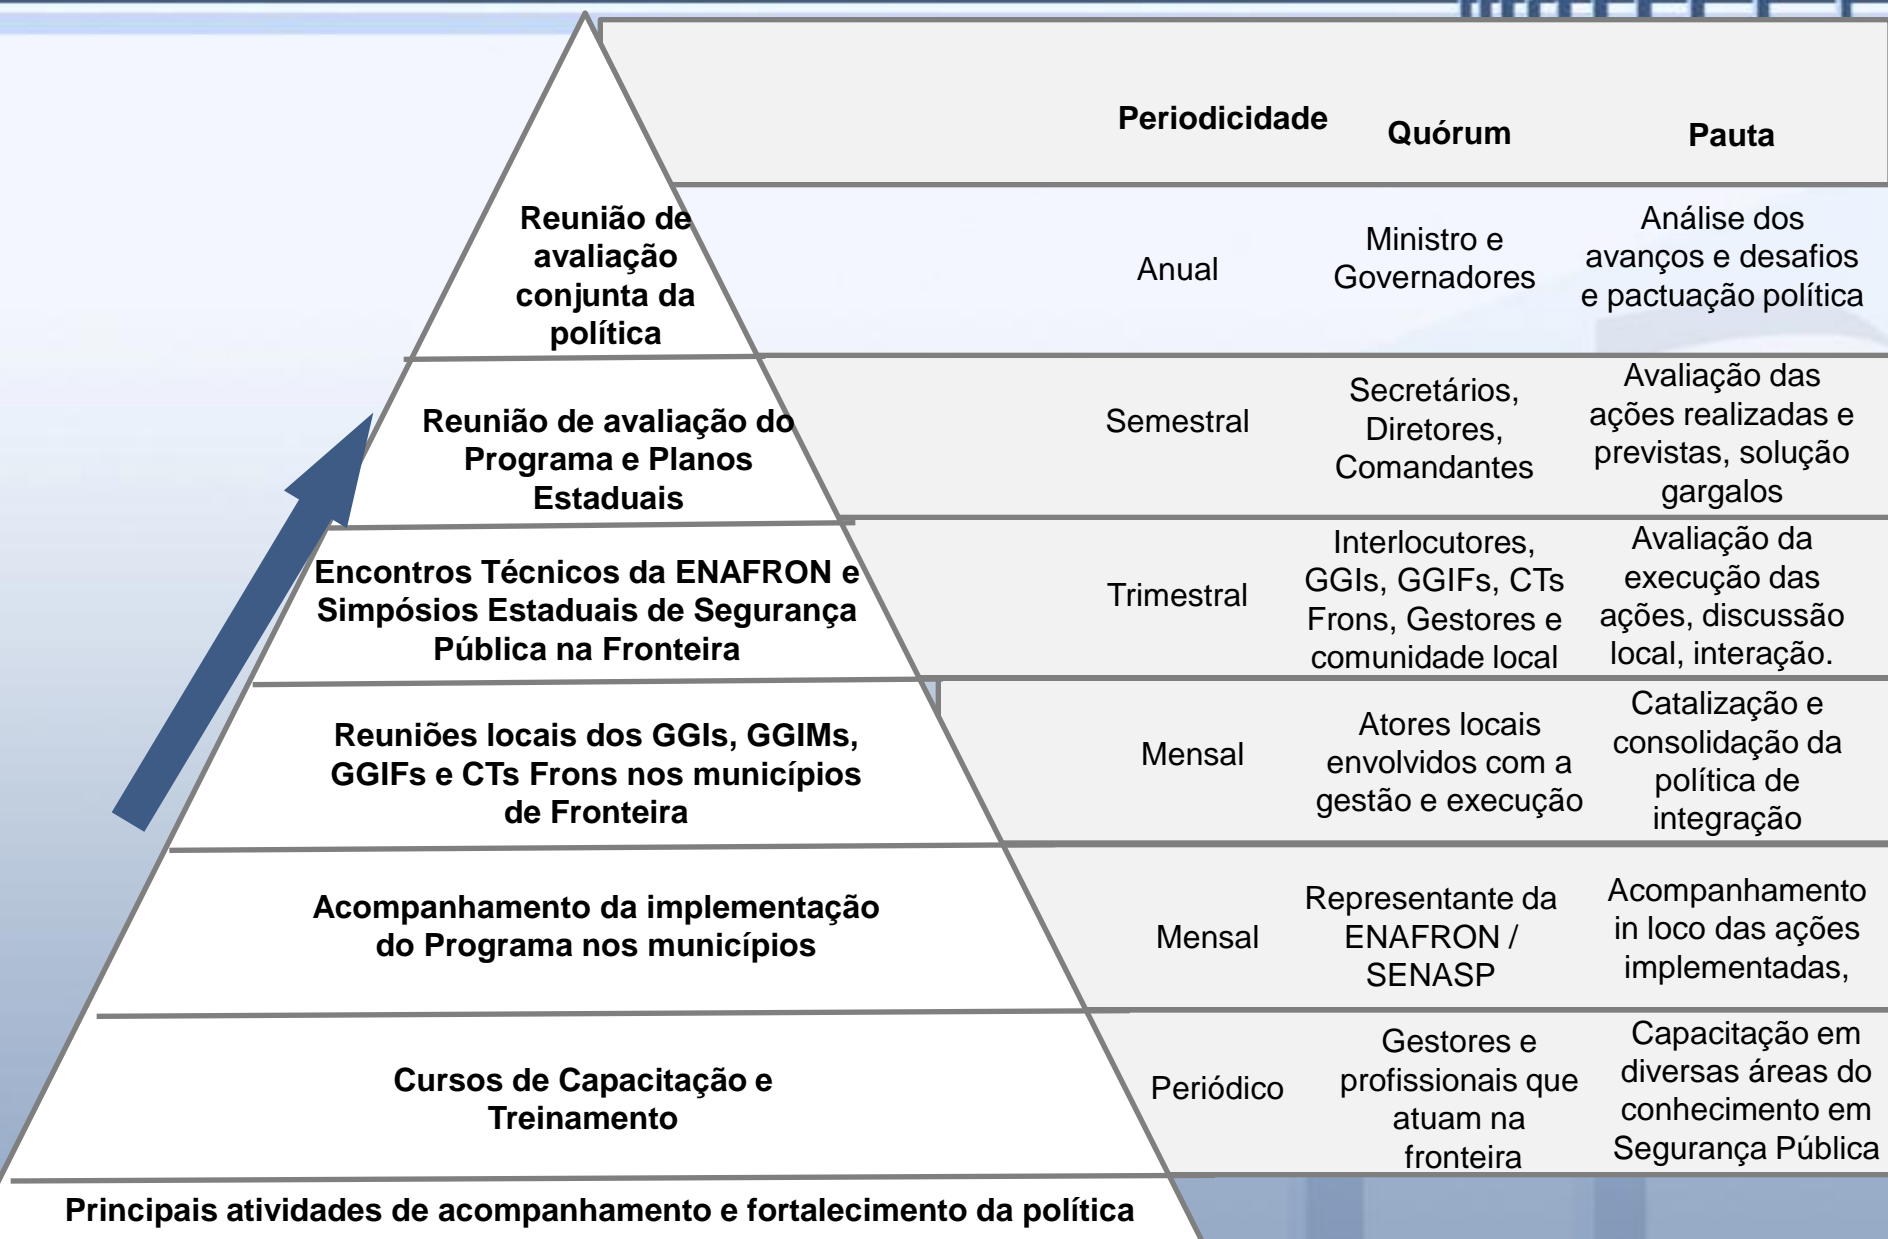 Periodicidade
Quórum
Pauta
Reunião de
avaliação
conjunta da
política
Anual
Ministro e
Governadores
Análise dos
avanços e desafios
e pactuação política
Reunião de avaliação do
Programa e Planos
Estaduais
Semestral
Secretários,
Diretores,
Comandantes
Avaliação das
ações realizadas e
previstas, solução
gargalos
Encontros Técnicos da ENAFRON e
Simpósios Estaduais de Segurança
Pública na Fronteira
Trimestral
Interlocutores,
GGIs, GGIFs, CTs
Frons, Gestores e
comunidade local
Avaliação da
execução das
ações, discussão
local, interação.
Reuniões locais dos GGIs, GGIMs,
GGIFs e CTs Frons nos municípios
de Fronteira
Mensal
Atores locais
envolvidos com a
gestão e execução
Catalização e
consolidação da
política de
integração
Acompanhamento da implementação
do Programa nos municípios
Mensal
Representante da
ENAFRON /
SENASP
Acompanhamento
in loco das ações
implementadas,
Cursos de Capacitação e
Treinamento
Periódico
Gestores e
profissionais que
atuam na
fronteira
Capacitação em
diversas áreas do
conhecimento em
Segurança Pública
Principais atividades de acompanhamento e fortalecimento da política